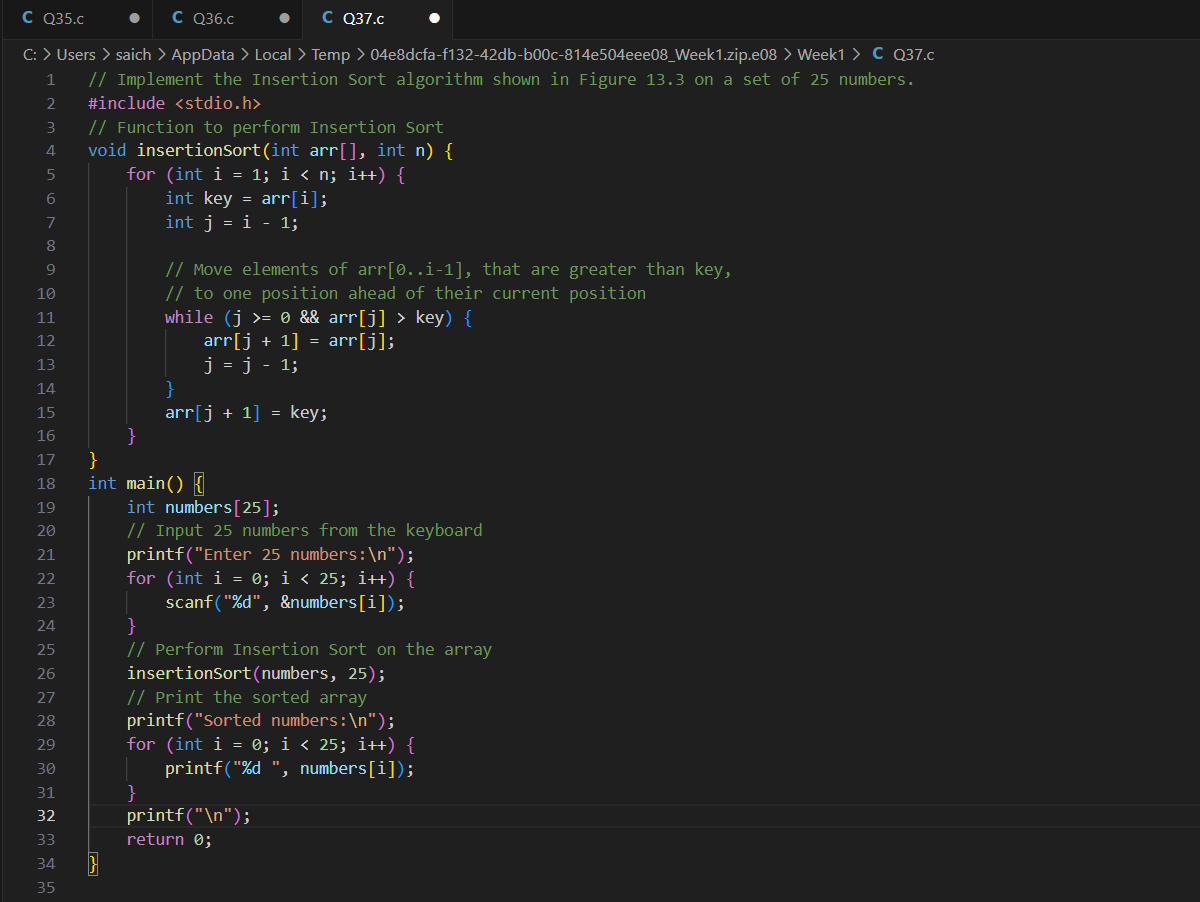 C Q35.c C Q36.c C Q37.c
C: > Users > saich > AppData > Local > Temp > 04e8dcfa-f132-42db-b00c-814e504eee08_Week1.zip.e08 > Week1 > C Q37.c
1 // Implement the Insertion Sort algorithm shown in Figure 13.3 on a set of 25 numbers.
2 #include <stdio.h>
3 // Function to perform Insertion Sort
4 void insertionSort(int arr[], int n) {
5     for (int i = 1; i < n; i++) {
6         int key = arr[i];
7         int j = i - 1;
8
9         // Move elements of arr[0..i-1], that are greater than key,
10         // to one position ahead of their current position
11         while (j >= 0 && arr[j] > key) {
12             arr[j + 1] = arr[j];
13             j = j - 1;
14         }
15         arr[j + 1] = key;
16     }
17 }
18 int main() {
19     int numbers[25];
20     // Input 25 numbers from the keyboard
21     printf("Enter 25 numbers:\n");
22     for (int i = 0; i < 25; i++) {
23         scanf("%d", &numbers[i]);
24     }
25     // Perform Insertion Sort on the array
26     insertionSort(numbers, 25);
27     // Print the sorted array
28     printf("Sorted numbers:\n");
29     for (int i = 0; i < 25; i++) {
30         printf("%d ", numbers[i]);
31     }
32     printf("\n");
33     return 0;
34 }
35